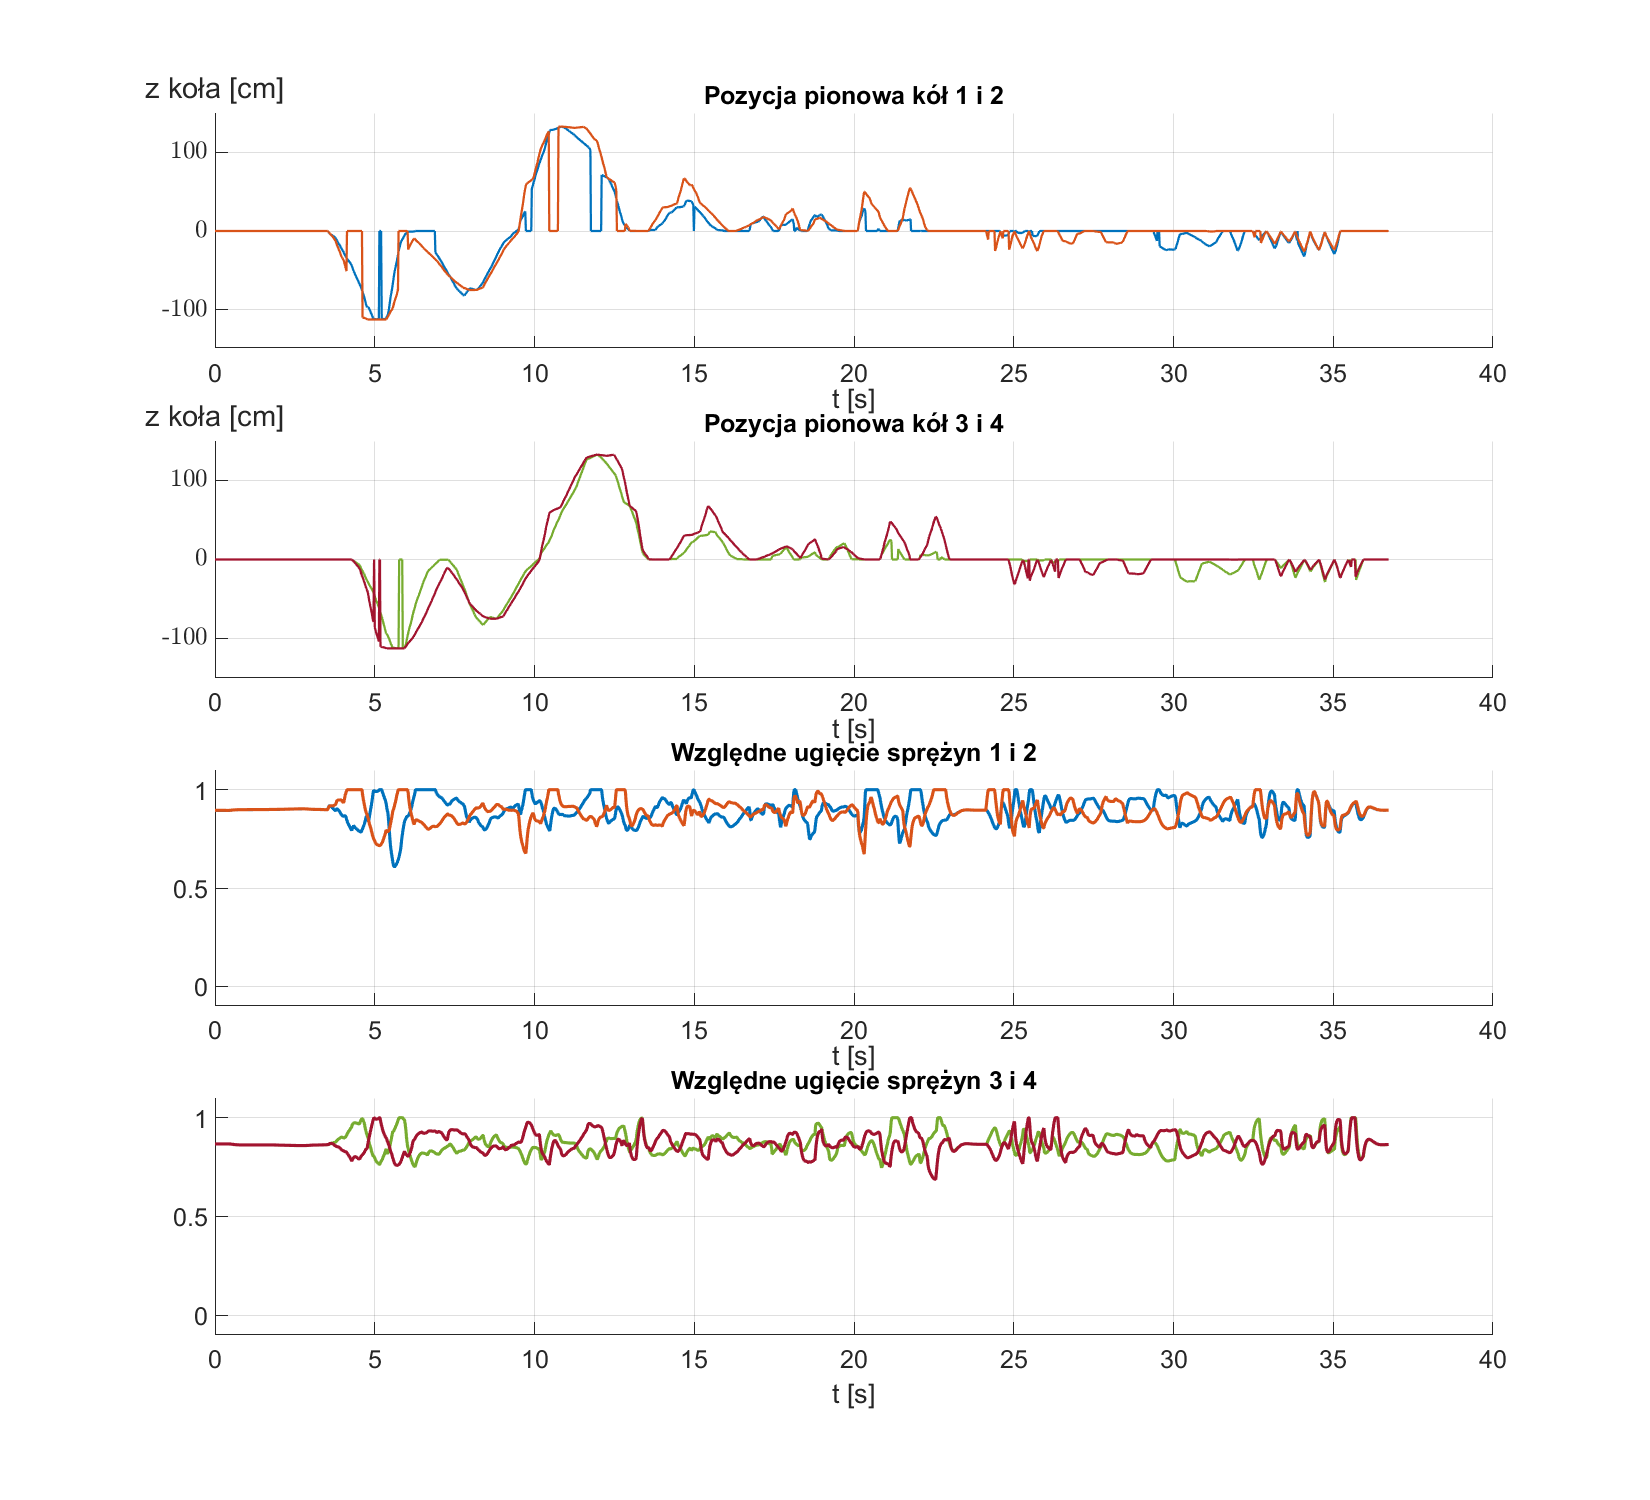 z koła [cm]
Pozycja pionowa kół 1 i 2
100
0
-100
0 5 10 15 20 25 30 35 40
t [s]
z koła [cm]
Pozycja pionowa kół 3 i 4
100
0
-100
0 5 10 15 20 25 30 35 40
t [s]
Względne ugięcie sprężyn 1 i 2
1
0.5
0
0 5 10 15 20 25 30 35 40
t [s]
Względne ugięcie sprężyn 3 i 4
1
0.5
0
0 5 10 15 20 25 30 35 40
t [s]